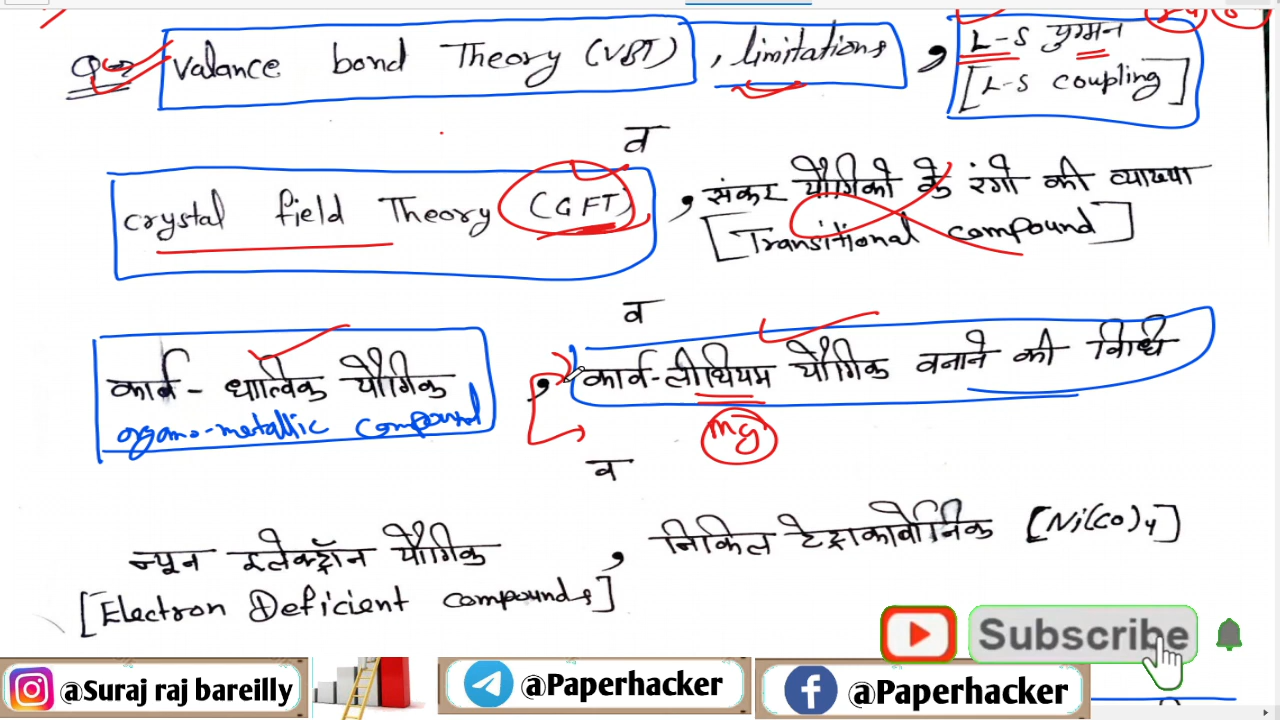 Q Valance bond Theory (VBT) , limitations , L-S युग्मन
[L-S coupling]
व
crystal field Theory (CFT) , संकर यौगिको के रंगो की व्याख्या
[Transitional compound]
व
कार्ब - धात्विक यौगिक , कार्ब-लीथियम यौगिक बनाने की विधि
organo-metallic compound
Mg
व
न्यून इलेक्ट्रॉन यौगिक , निकिल टेट्राकार्बोनिक [Ni(CO)4]
[Electron Deficient compounds]
Subscribe
@Suraj raj bareilly @Paperhacker @Paperhacker